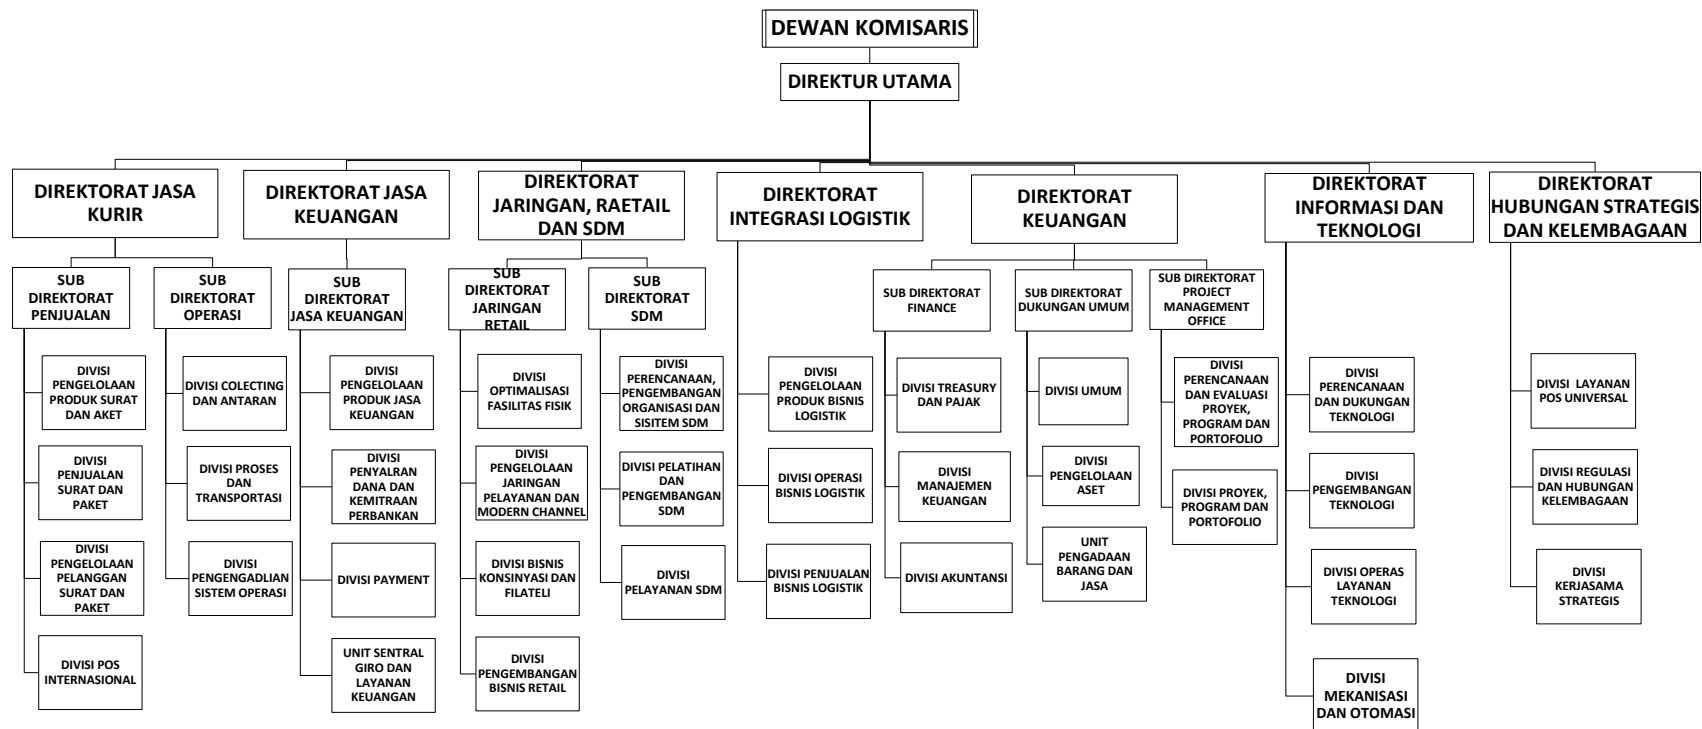 DEWAN KOMISARIS
DIREKTUR UTAMA
DIREKTORAT JASA
KURIR
DIREKTORAT JASA
KEUANGAN
DIREKTORAT
JARINGAN, RAETAIL
DAN SDM
DIREKTORAT
INTEGRASI LOGISTIK
DIREKTORAT
KEUANGAN
DIREKTORAT
INFORMASI DAN
TEKNOLOGI
DIREKTORAT
HUBUNGAN STRATEGIS
DAN KELEMBAGAAN
SUB
DIREKTORAT
PENJUALAN
SUB
DIREKTORAT
OPERASI
SUB
DIREKTORAT
JASA KEUANGAN
SUB
DIREKTORAT
JARINGAN
RETAIL
SUB
DIREKTORAT
SDM
SUB DIREKTORAT
FINANCE
SUB DIREKTORAT
DUKUNGAN UMUM
SUB DIREKTORAT
PROJECT
MANAGEMENT
OFFICE
DIVISI
PENGELOLAAN
PRODUK SURAT
DAN AKET
DIVISI COLECTING
DAN ANTARAN
DIVISI
PENGELOLAAN
PRODUK JASA
KEUANGAN
DIVISI
OPTIMALISASI
FASILITAS FISIK
DIVISI
PERENCANAAN,
PENGEMBANGAN
ORGANISASI DAN
SISITEM SDM
DIVISI
PENGELOLAAN
PRODUK BISNIS
LOGISTIK
DIVISI TREASURY
DAN PAJAK
DIVISI UMUM
DIVISI
PERENCANAAN
DAN EVALUASI
PROYEK,
PROGRAM DAN
PORTOFOLIO
DIVISI
PERENCANAAN
DAN DUKUNGAN
TEKNOLOGI
DIVISI LAYANAN
POS UNIVERSAL
DIVISI
PENJUALAN
SURAT DAN
PAKET
DIVISI PROSES
DAN
TRANSPORTASI
DIVISI
PENYALRAN
DANA DAN
KEMITRAAN
PERBANKAN
DIVISI
PENGELOLAAN
JARINGAN
PELAYANAN DAN
MODERN CHANNEL
DIVISI PELATIHAN
DAN
PENGEMBANGAN
SDM
DIVISI OPERASI
BISNIS LOGISTIK
DIVISI
MANAJEMEN
KEUANGAN
DIVISI
PENGELOLAAN
ASET
DIVISI PROYEK,
PROGRAM DAN
PORTOFOLIO
DIVISI
PENGEMBANGAN
TEKNOLOGI
DIVISI REGULASI
DAN HUBUNGAN
KELEMBAGAAN
DIVISI
PENGELOLAAN
PELANGGAN
SURAT DAN
PAKET
DIVISI
PENGENGADLIAN
SISTEM OPERASI
DIVISI PAYMENT
DIVISI BISNIS
KONSINYASI DAN
FILATELI
DIVISI
PELAYANAN SDM
DIVISI PENJUALAN
BISNIS LOGISTIK
DIVISI AKUNTANSI
UNIT
PENGADAAN
BARANG DAN
JASA
DIVISI OPERAS
LAYANAN
TEKNOLOGI
DIVISI
KERJASAMA
STRATEGIS
DIVISI POS
INTERNASIONAL
UNIT SENTRAL
GIRO DAN
LAYANAN
KEUANGAN
DIVISI
PENGEMBANGAN
BISNIS RETAIL
DIVISI
MEKANISASI
DAN OTOMASI